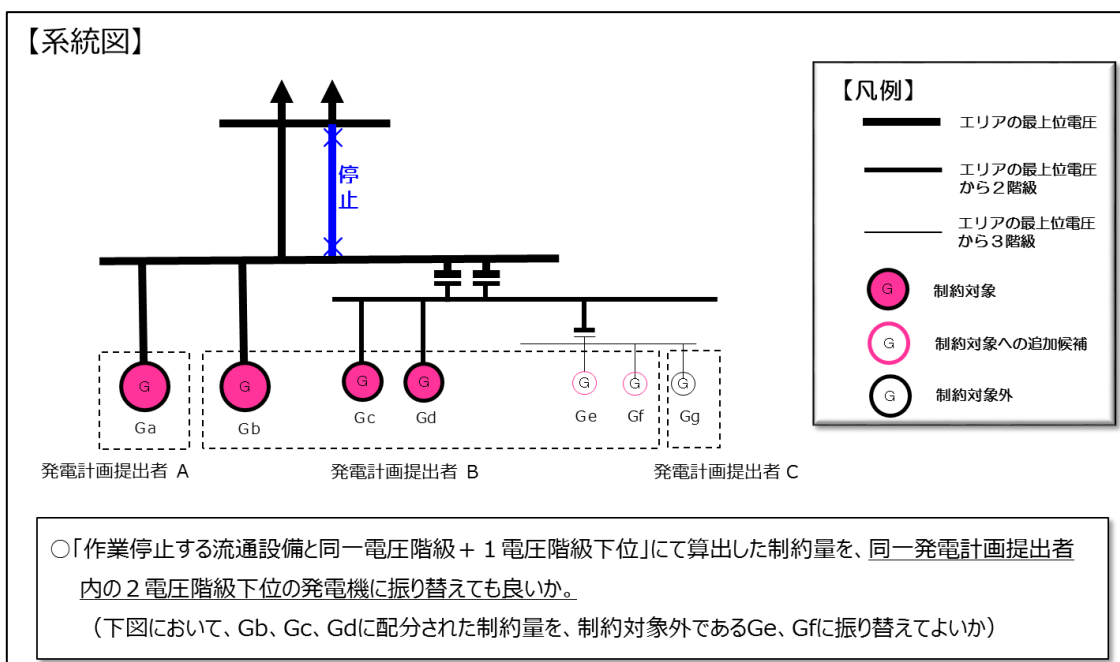 【系統図】
停
止
【凡例】
エリアの最上位電圧
エリアの最上位電圧
から２階級
エリアの最上位電圧
から３階級
G
制約対象
G
制約対象への追加候補
G
制約対象外
G
G
G
G
G
G
G
Ga
Gb
Gc
Gd
Ge
Gf
Gg
発電計画提出者 A
発電計画提出者 B
発電計画提出者 C
○「作業停止する流通設備と同一電圧階級＋１電圧階級下位」にて算出した制約量を、同一発電計画提出者
内の２電圧階級下位の発電機に振り替えても良いか。
（下図において、Gb、Gc、Gdに配分された制約量を、制約対象外であるGe、Gfに振り替えてよいか）